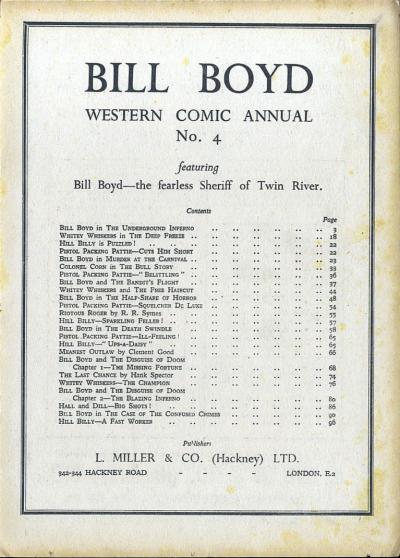 BILL BOYD
WESTERN COMIC ANNUAL
No. 4
featuring
Bill Boyd—the fearless Sheriff of Twin River.
Contents
Page
Bill Boyd in The Underground Inferno .. .. .. .. .. 3
Whitey Whiskers in The Deep Freeze .. .. .. .. .. .. 18
Hill Billy is Puzzled! .. .. .. .. .. .. .. .. 22
Pistol Packing Pattie—Cuts Him Short .. .. .. .. .. 22
Bill Boyd in Murder at the Carnival .. .. .. .. .. .. 23
Colonel Corn in The Bull Story .. .. .. .. .. .. 33
Pistol Packing Pattie—"Belittling" .. .. .. .. .. .. 36
Bill Boyd and The Bandit's Flight .. .. .. .. .. 37
Whitey Whiskers and The Free Haircut .. .. .. .. .. 44
Bill Boyd in The Half-Share of Horror .. .. .. .. .. 48
Pistol Packing Pattie—Squelcher De Luxe .. .. .. .. 54
Riotous Roger by R. R. Symes .. .. .. .. .. .. 55
Hill Billy—Sparkling Feller! .. .. .. .. .. .. 57
Bill Boyd in The Death Swindle .. .. .. .. .. .. 58
Pistol Packing Pattie—Ill-Feeling! .. .. .. .. .. 65
Hill Billy—"Ups-a-Daisy" .. .. .. .. .. .. 65
Meanest Outlaw by Clement Good .. .. .. .. .. 66
Bill Boyd and The Disguise of Doom
Chapter 1—The Missing Fortune .. .. .. .. .. 68
The Last Chance by Hank Spector .. .. .. .. .. 74
Whitey Whiskers—The Champion .. .. .. .. .. 76
Bill Boyd and The Disguise of Doom
Chapter 2—The Blazing Inferno .. .. .. .. .. 80
Hall and Dill—Big Shots! .. .. .. .. .. .. 86
Bill Boyd in The Case of The Confused Chimes .. .. .. 90
Hill Billy—A Fast Worker .. .. .. .. .. .. 96
Publishers
L. MILLER & CO. (Hackney) LTD.
342-344 HACKNEY ROAD - - - - LONDON, E.2